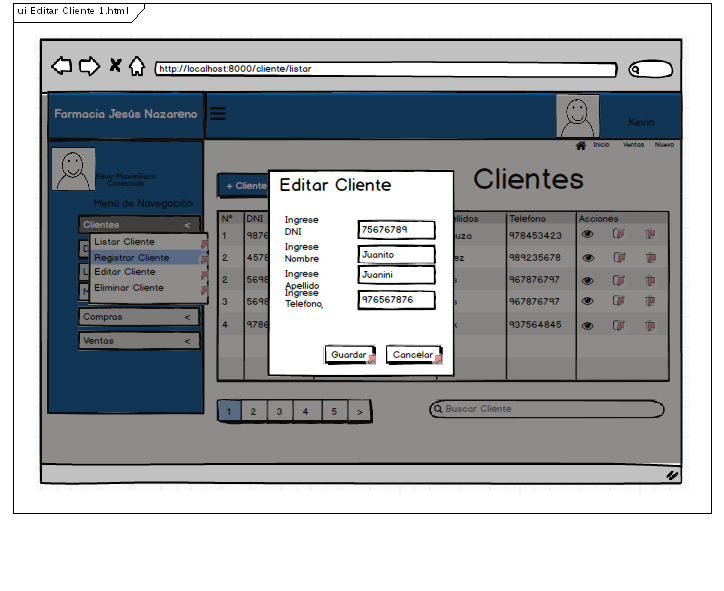 ui Editar Cliente 1.html
http://localhost:8000/cliente/listar
Farmacia Jesús Nazareno
Kevin
Inicio Ventas Nuevo
Kevin Maximiliano
Conectado
Menú de Navegación
Clientes <
Listar Cliente
Registrar Cliente
Editar Cliente
Eliminar Cliente
Compras <
Ventas <
Clientes
+ Cliente
N° DNI Telefono Acciones
1 9876 978453423
2 4578 989235678
2 5698 967876797
3 5698 967876797
4 9786 937564845
Editar Cliente
Ingrese
DNI
75676789
Ingrese
Nombre
Juanito
Ingrese
Apellido
Juanini
Ingrese
Telefono,
976567876
Guardar Cancelar
1 2 3 4 5 >
Buscar Cliente